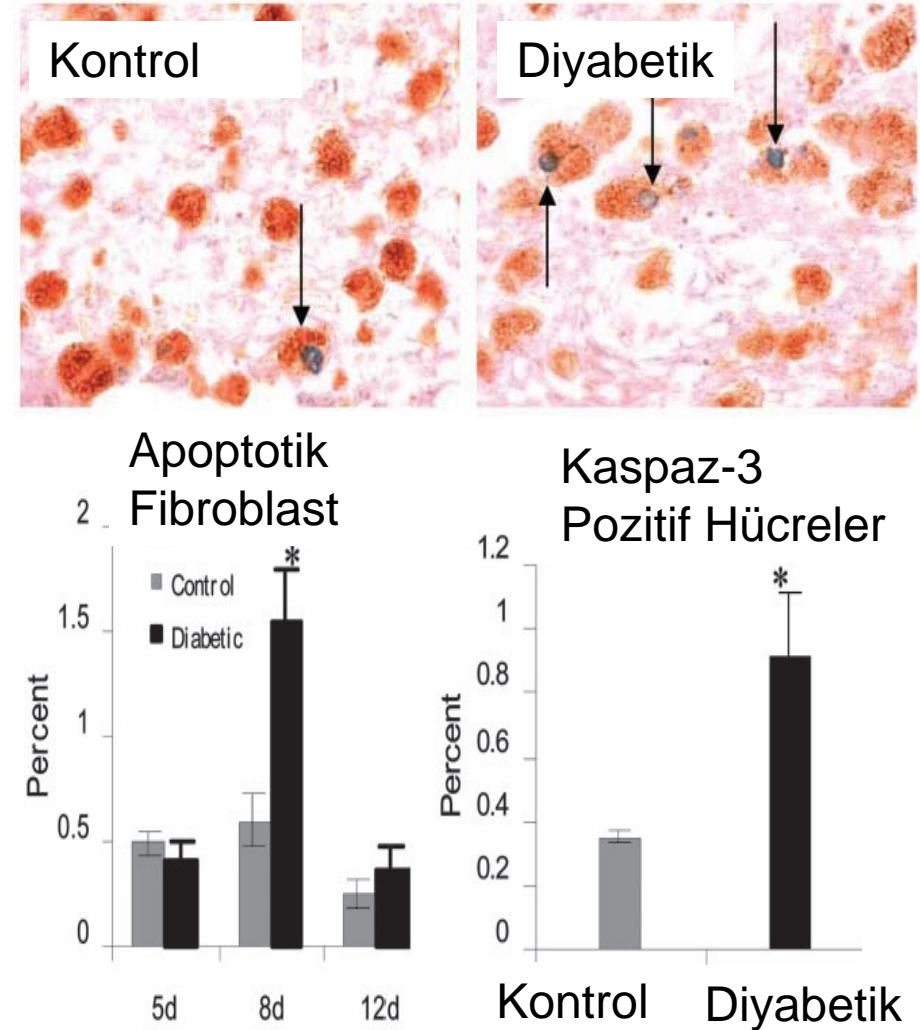 Kontrol
Diyabetik
Apoptotik
Fibroblast
2
1.5
1
0.5
0
Percent
Control
Diabetic
*
5d 8d 12d
Kaspaz-3
Pozitif Hücreler
1.2
1
0.8
0.6
0.4
0.2
0
Percent
*
Kontrol Diyabetik